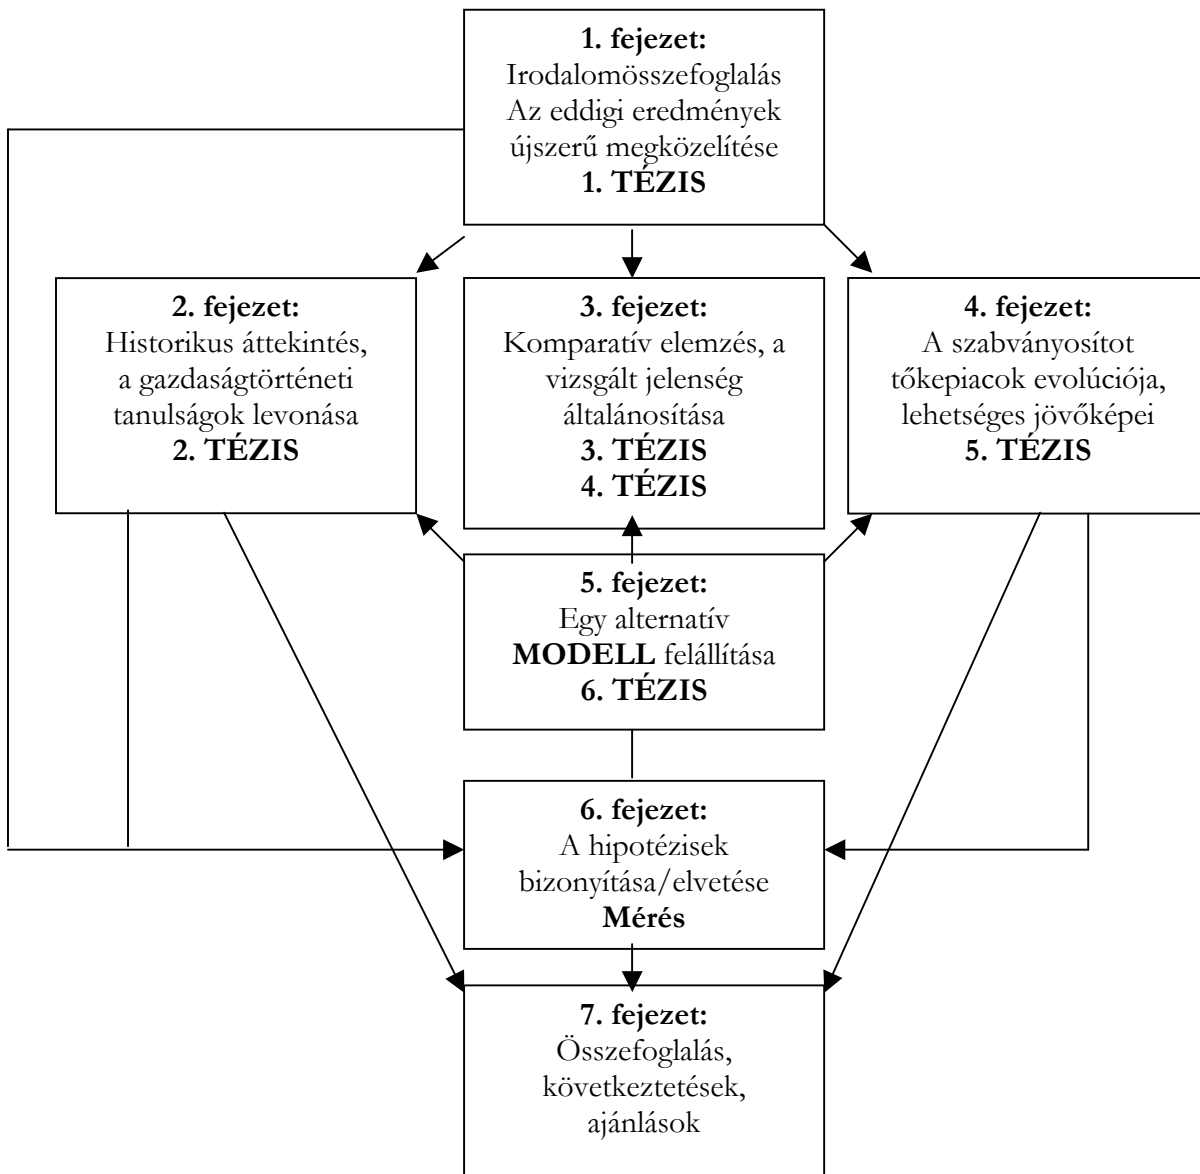 1. fejezet:
Irodalomösszefoglalás
Az eddigi eredmények
újszerű megközelítése
1. TÉZIS
2. fejezet:
Historikus áttekintés,
a gazdaságtörténeti
tanulságok levonása
2. TÉZIS
3. fejezet:
Komparatív elemzés, a
vizsgált jelenség
általánosítása
3. TÉZIS
4. TÉZIS
4. fejezet:
A szabványosítot
tőkepiacok evolúciója,
lehetséges jövőképei
5. TÉZIS
5. fejezet:
Egy alternatív
MODELL felállítása
6. TÉZIS
6. fejezet:
A hipotézisek
bizonyítása/elvetése
Mérés
7. fejezet:
Összefoglalás,
következtetések,
ajánlások